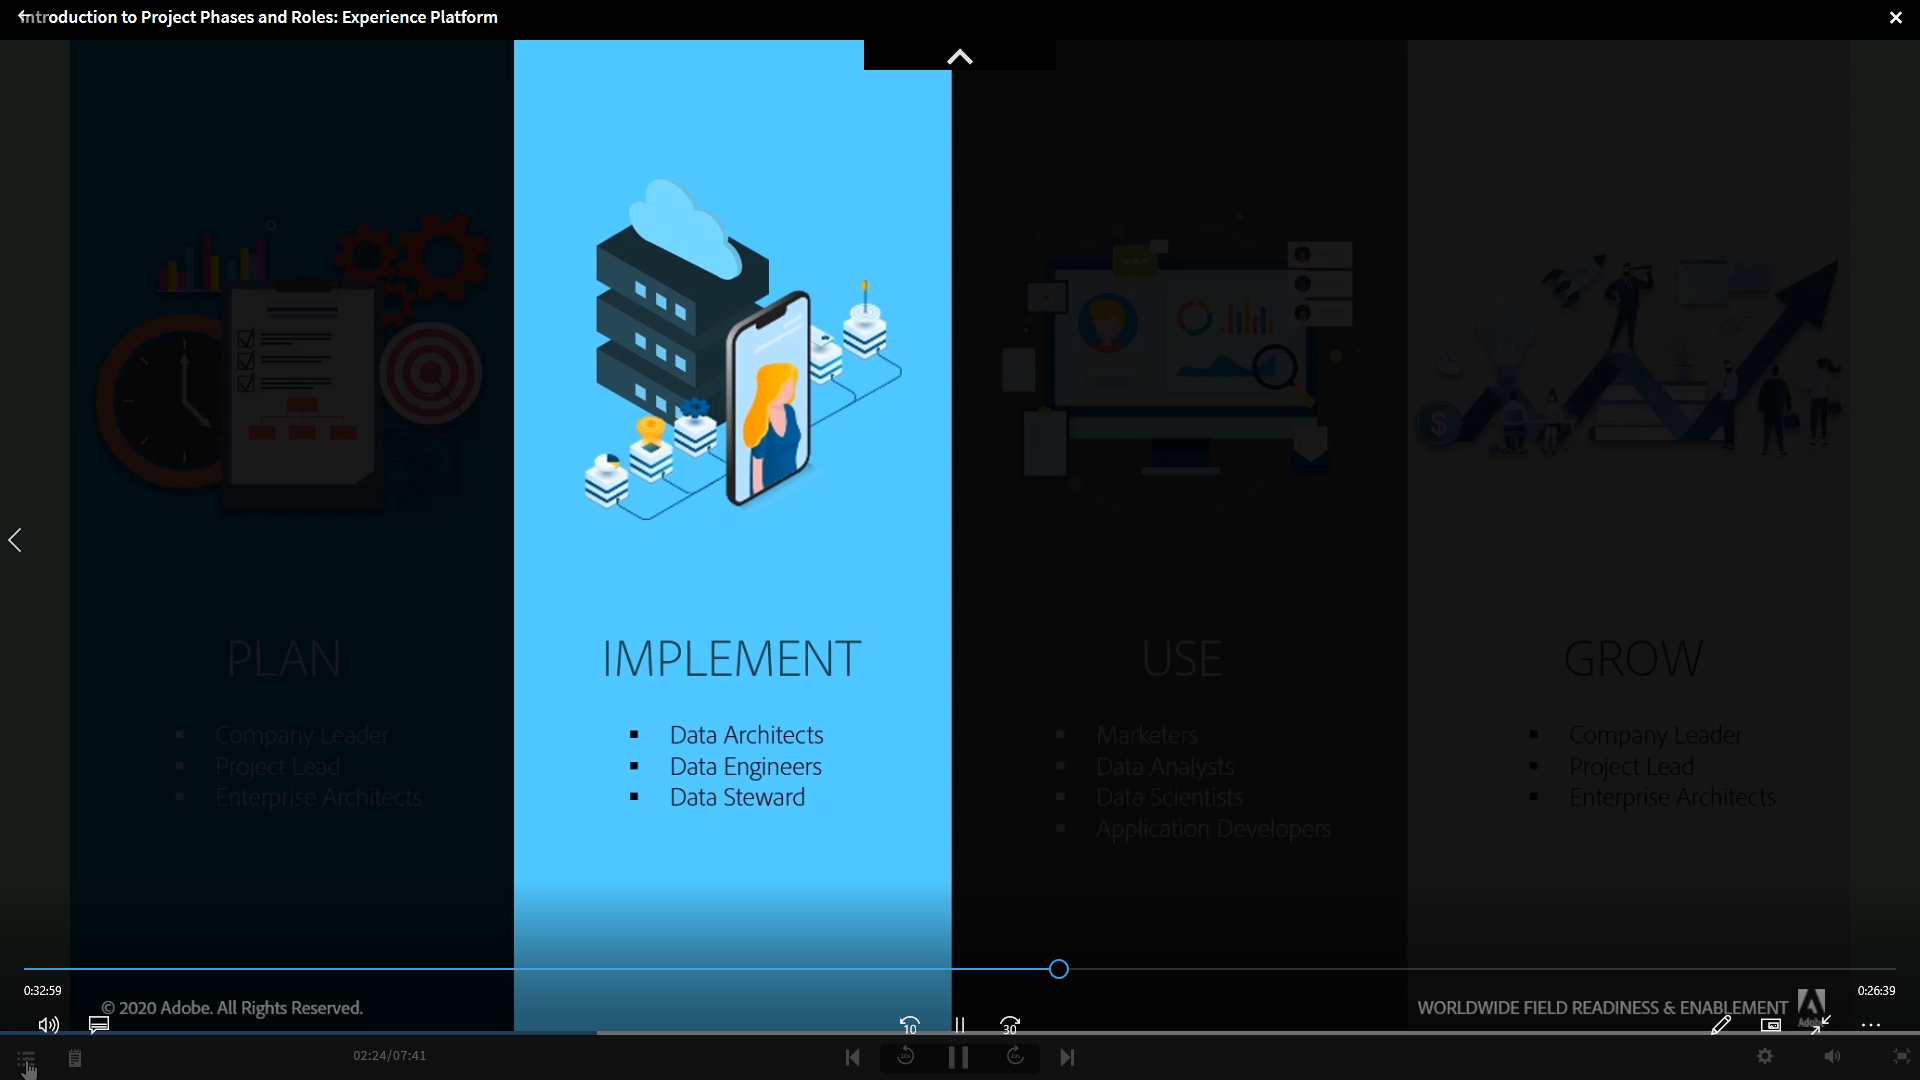 Introduction to Project Phases and Roles: Experience Platform
PLAN
Company Leader
Project Lead
Enterprise Architects
IMPLEMENT
Data Architects
Data Engineers
Data Steward
USE
Marketers
Data Analysts
Data Scientists
Application Developers
GROW
Company Leader
Project Lead
Enterprise Architects
0:32:59
0:26:39
© 2020 Adobe. All Rights Reserved.
WORLDWIDE FIELD READINESS & ENABLEMENT
Adobe
10
30
02:24/07:41
10s
10s